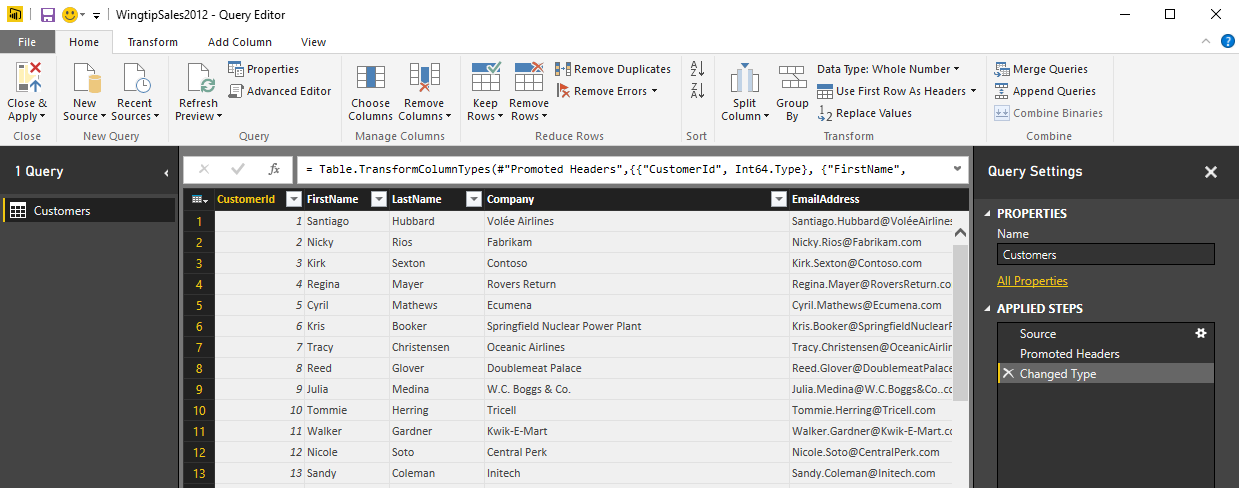 WingtipSales2012 - Query Editor
File Home Transform Add Column View
Close & Apply
New Source
Recent Sources
Refresh Preview
Properties
Advanced Editor
Choose Columns
Remove Columns
Keep Rows
Remove Rows
Remove Duplicates
Remove Errors
Split Column
Group By
Data Type: Whole Number
Use First Row As Headers
Replace Values
Merge Queries
Append Queries
Combine Binaries
Close New Query Query Manage Columns Reduce Rows Sort Transform Combine
1 Query
Customers
fx = Table.TransformColumnTypes(#"Promoted Headers",{{"CustomerId", Int64.Type}, {"FirstName",
CustomerId FirstName LastName Company EmailAddress
1 1 Santiago Hubbard Volée Airlines Santiago.Hubbard@VoléeAirlines
2 2 Nicky Rios Fabrikam Nicky.Rios@Fabrikam.com
3 3 Kirk Sexton Contoso Kirk.Sexton@Contoso.com
4 4 Regina Mayer Rovers Return Regina.Mayer@RoversReturn.co
5 5 Cyril Mathews Ecumena Cyril.Mathews@Ecumena.com
6 6 Kris Booker Springfield Nuclear Power Plant Kris.Booker@SpringfieldNuclearP
7 7 Tracy Christensen Oceanic Airlines Tracy.Christensen@OceanicAirlin
8 8 Reed Glover Doublemeat Palace Reed.Glover@DoublemeatPalace
9 9 Julia Medina W.C. Boggs & Co. Julia.Medina@W.C.Boggs&Co..co
10 10 Tommie Herring Tricell Tommie.Herring@Tricell.com
11 11 Walker Gardner Kwik-E-Mart Walker.Gardner@Kwik-E-Mart.co
12 12 Nicole Soto Central Perk Nicole.Soto@CentralPerk.com
13 13 Sandy Coleman Initech Sandy.Coleman@Initech.com
Query Settings
PROPERTIES
Name
Customers
All Properties
APPLIED STEPS
Source
Promoted Headers
Changed Type